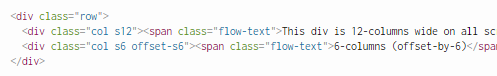 <div class="row">
<div class="col s12"><span class="flow-text">This div is 12-columns wide on all
<div class="col s6 offset-s6"><span class="flow-text">6-columns (offset-by-6)</span
</div>